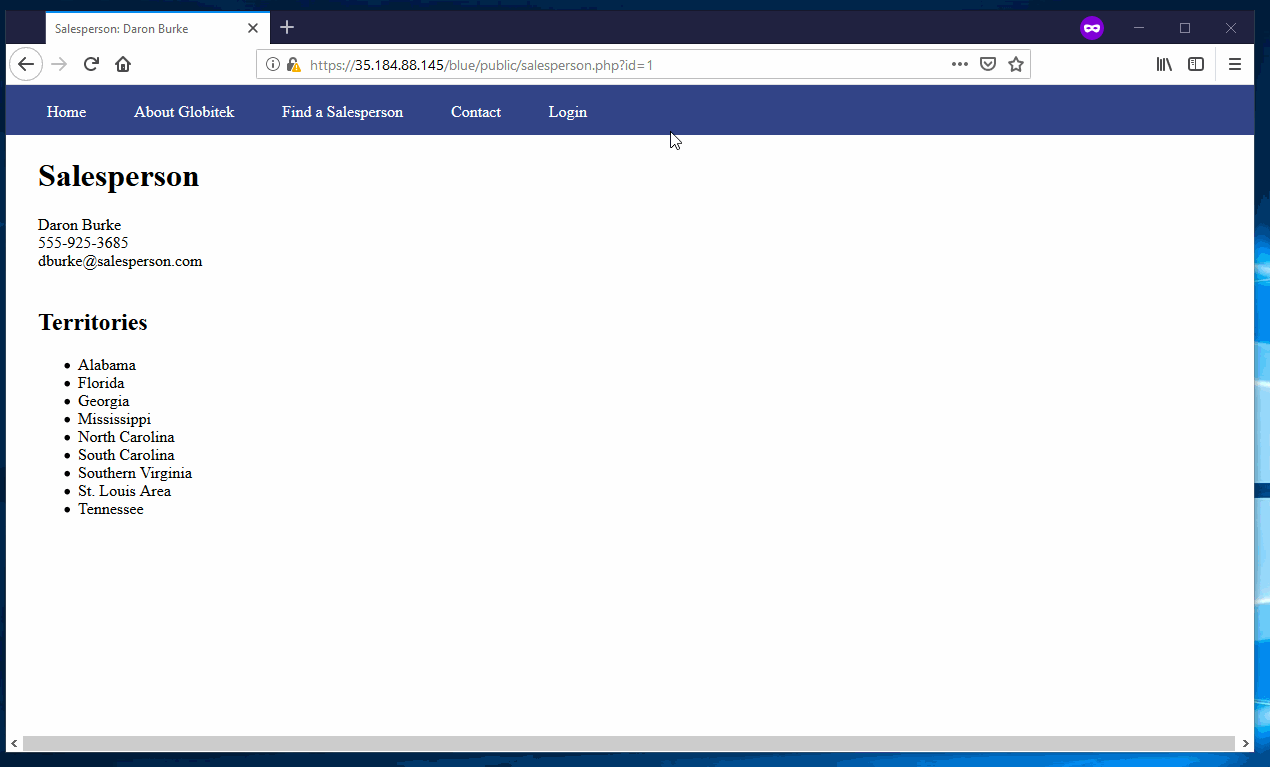 Salesperson: Daron Burke
https://35.184.88.145/blue/public/salesperson.php?id=1
Home About Globitek Find a Salesperson Contact Login
Salesperson
Daron Burke
555-925-3685
dburke@salesperson.com
Territories
Alabama
Florida
Georgia
Mississippi
North Carolina
South Carolina
Southern Virginia
St. Louis Area
Tennessee